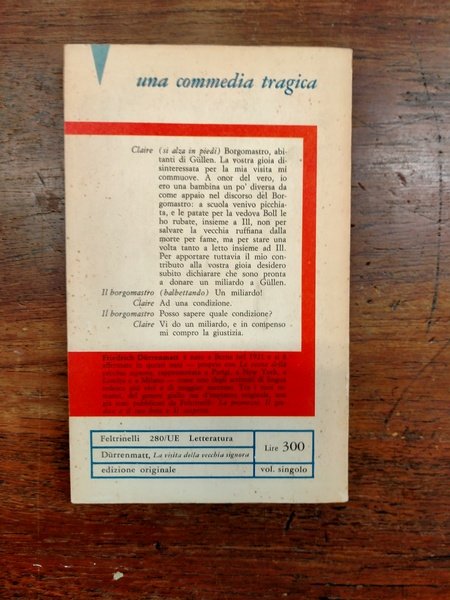 una commedia tragica
Claire (si alza in piedi) Borgomastro, abi-
tanti di Güllen. La vostra gioia di-
sinteressata per la mia visita mi
commuove. A onor del vero, io
ero una bambina un po' diversa da
come appaio nel discorso del Bor-
gomastro: a scuola venivo picchia-
ta, e le patate per la vedova Boll le
ho rubate, insieme a Ill, non per
salvare la vecchia ruffiana dalla
morte per fame, ma per stare una
volta tanto a letto insieme ad Ill.
Per apportare tuttavia il mio con-
tributo alla vostra gioia desidero
subito dichiarare che sono pronta
a donare un miliardo a Güllen.
Il borgomastro (balbettando) Un miliardo!
Claire Ad una condizione.
Il borgomastro Posso sapere quale condizione?
Claire Vi do un miliardo, e in compenso
mi compro la giustizia.
Friedrich Dürrenmatt
Feltrinelli 280/UE Letteratura
Dürrenmatt, La visita della vecchia signora
edizione originale
Lire 300
vol. singolo